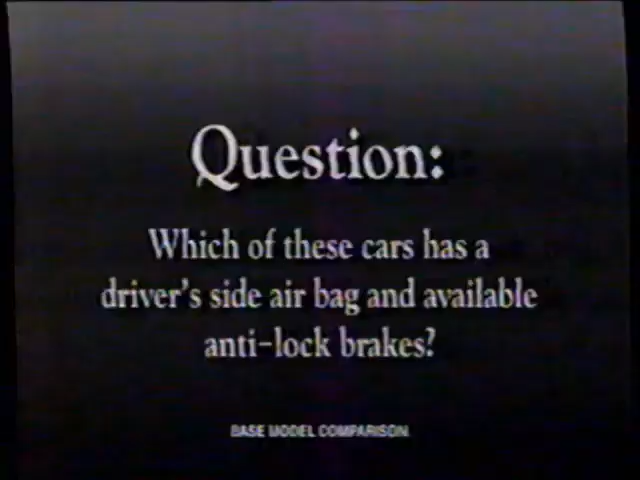 Question:
Which of these cars has a
driver's side air bag and available
anti-lock brakes?
BASE MODEL COMPARISON